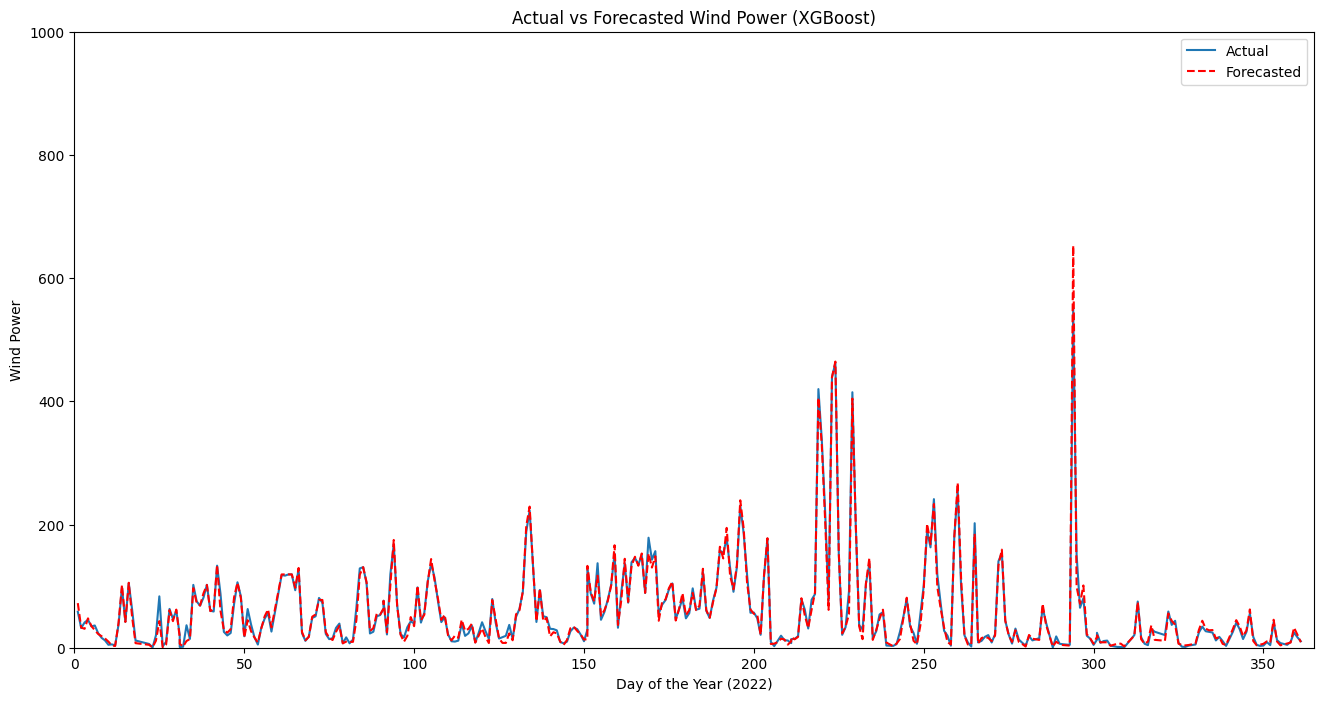 Actual vs Forecasted Wind Power (XGBoost)
1000
800
600
400
200
0
Wind Power
Actual
Forecasted
0 50 100 150 200 250 300 350
Day of the Year (2022)